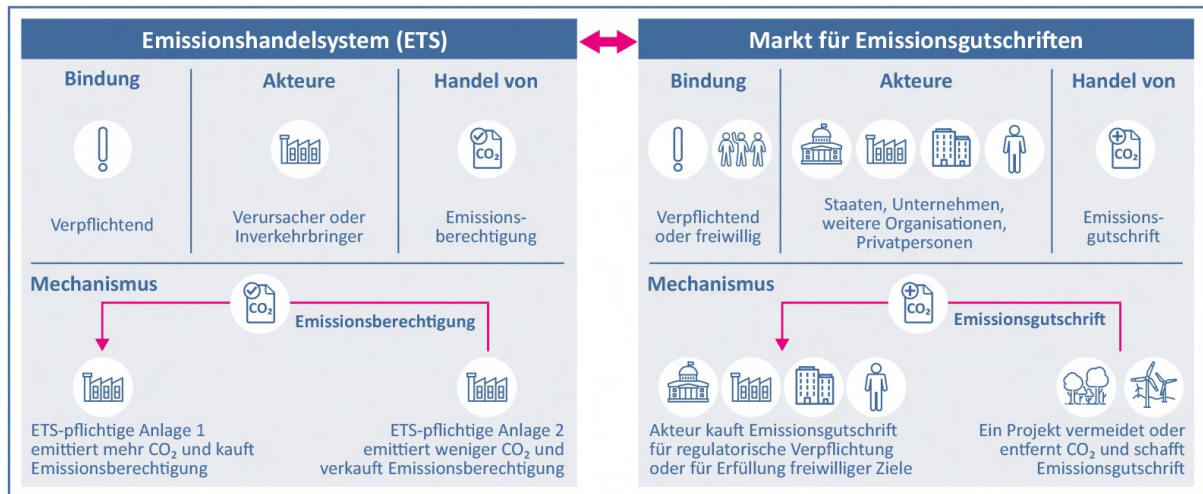 Emissionshandelsystem (ETS)
Bindung
Akteure
Handel von
CO₂
Verpflichtend
Verursacher oder
Inverkehrbringer
Emissions-
berechtigung
Mechanismus
CO₂
Emissionsberechtigung
ETS-pflichtige Anlage 1
emittiert mehr CO₂ und kauft
Emissionsberechtigung
ETS-pflichtige Anlage 2
emittiert weniger CO₂ und
verkauft Emissionsberechtigung
Markt für Emissionsgutschriften
Bindung
Akteure
Handel von
CO₂
Verpflichtend
oder freiwillig
Staaten, Unternehmen,
weitere Organisationen,
Privatpersonen
Emissions-
gutschrift
Mechanismus
CO₂
Emissionsgutschrift
Akteur kauft Emissionsgutschrift
für regulatorische Verpflichtung
oder für Erfüllung freiwilliger Ziele
Ein Projekt vermeidet oder
entfernt CO₂ und schafft
Emissionsgutschrift